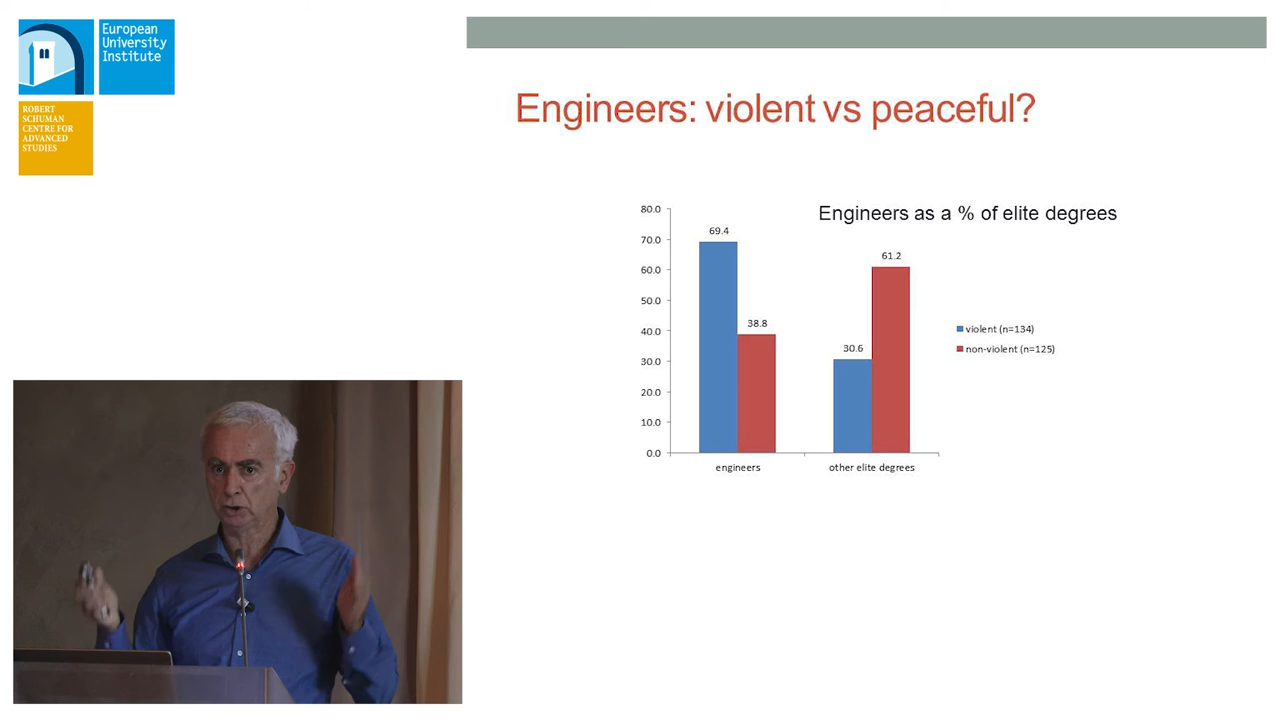 European
University
Institute
ROBERT
SCHUMAN
CENTRE FOR
ADVANCED
STUDIES
Engineers: violent vs peaceful?
Engineers as a % of elite degrees
80.0
70.0
60.0
50.0
40.0
30.0
20.0
10.0
0.0
69.4
38.8
30.6
61.2
engineers
other elite degrees
violent (n=134)
non-violent (n=125)